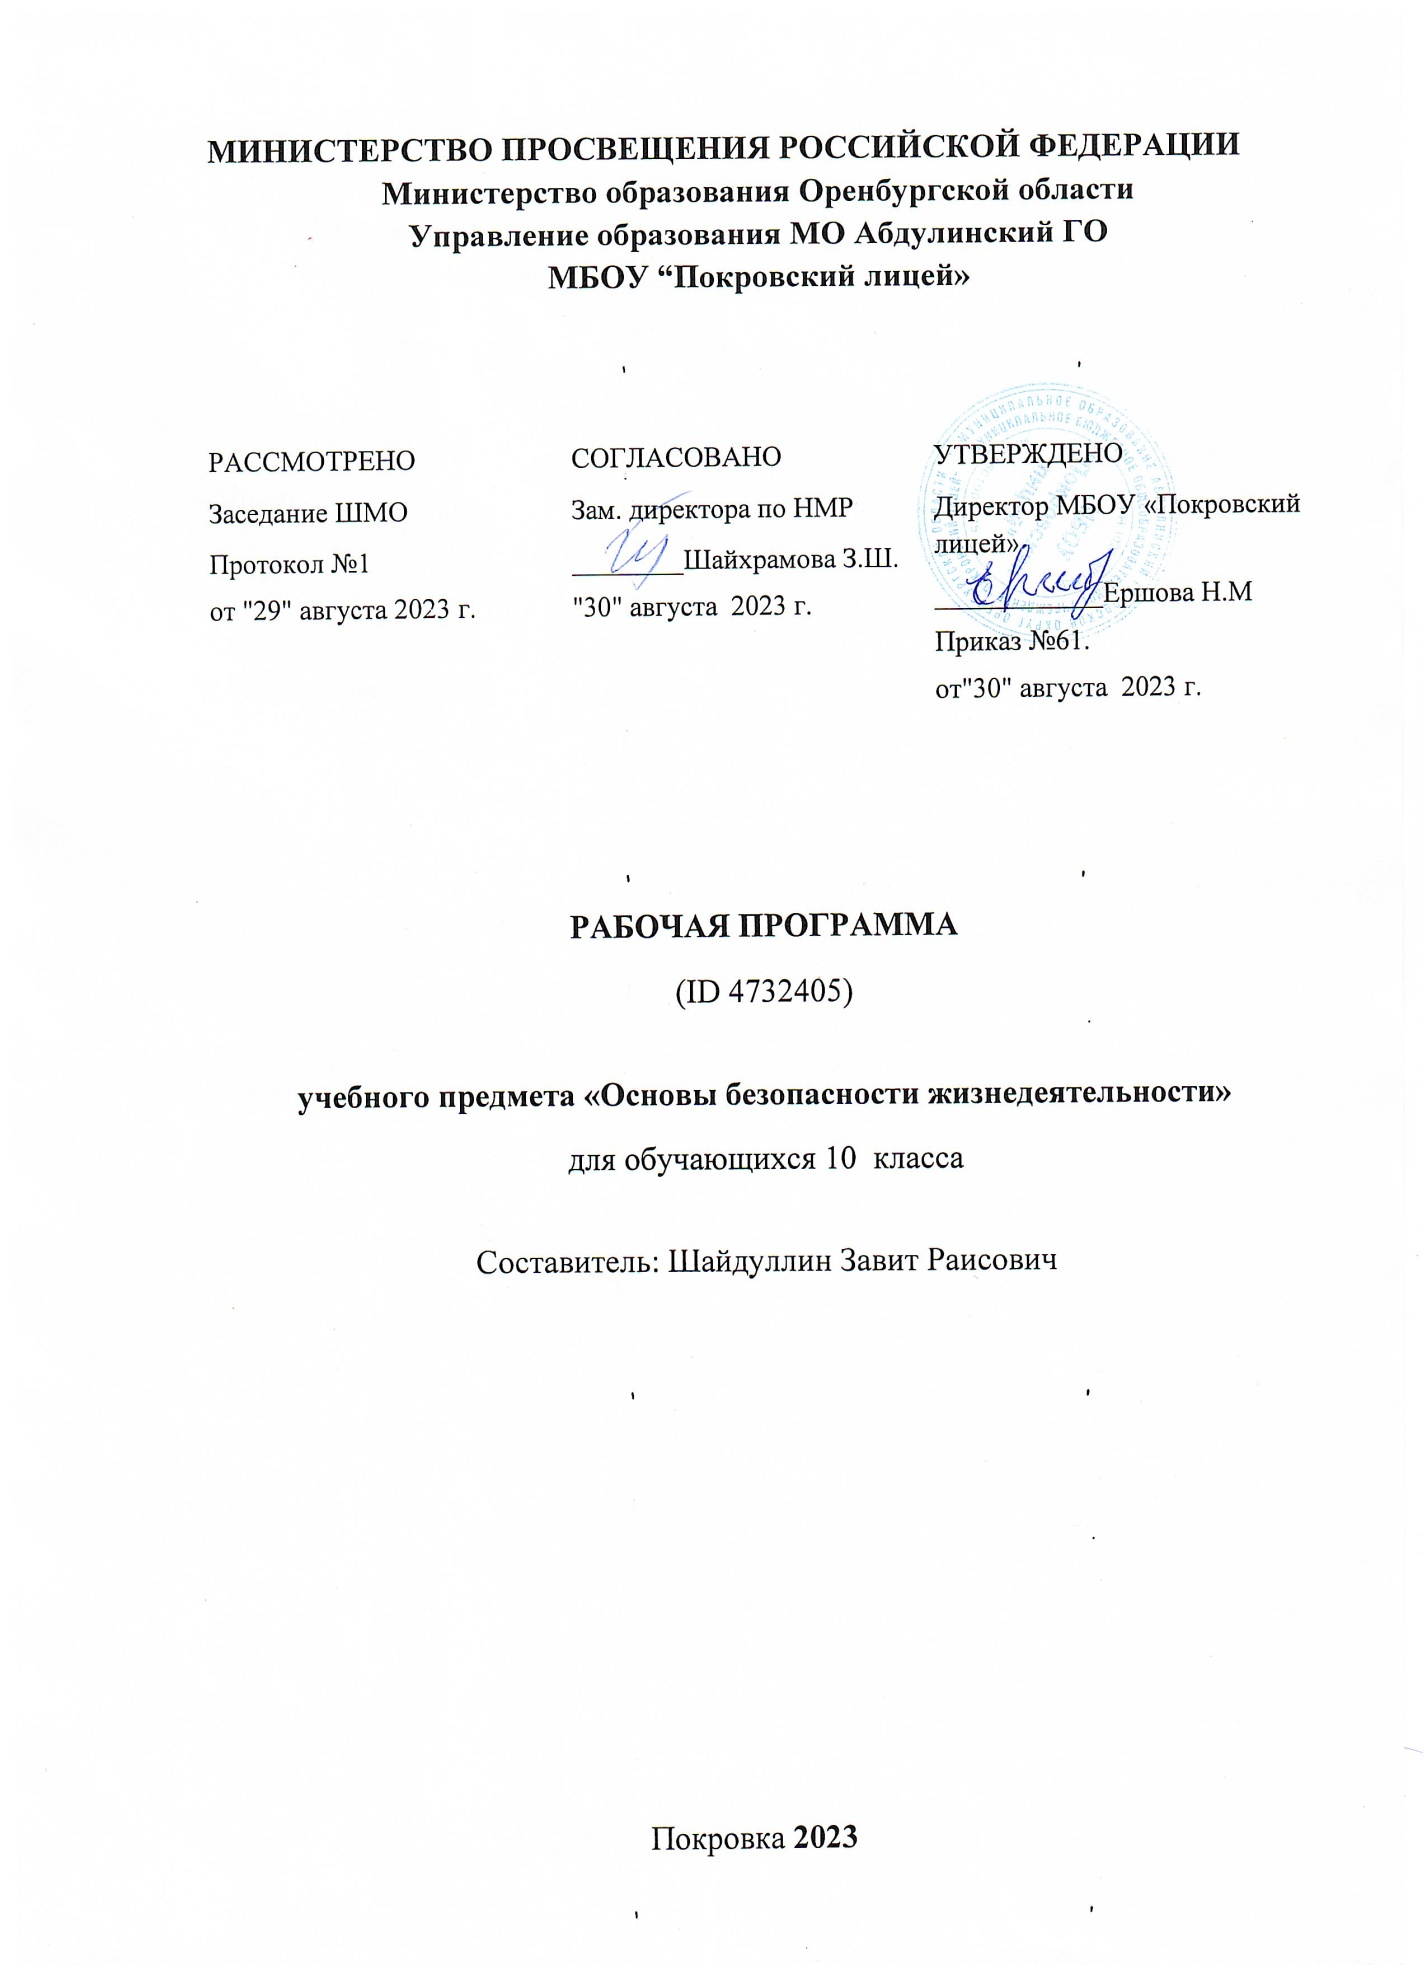 МИНИСТЕРСТВО ПРОСВЕЩЕНИЯ РОССИЙСКОЙ ФЕДЕРАЦИИ
Министерство образования Оренбургской области
Управление образования МО Абдулинский ГО
МБОУ “Покровский лицей»
РАССМОТРЕНО
Заседание ШМО
Протокол №1
от "29" августа 2023 г.
СОГЛАСОВАНО
Зам. директора по НМР
________Шайхрамова З.Ш.
"30" августа 2023 г.
УТВЕРЖДЕНО
Директор МБОУ «Покровский
лицей»
____________Ершова Н.М
Приказ №61.
от"30" августа 2023 г.
РАБОЧАЯ ПРОГРАММА
(ID 4732405)
учебного предмета «Основы безопасности жизнедеятельности»
для обучающихся 10 класса
Составитель: Шайдуллин Завит Раисович
Покровка 2023